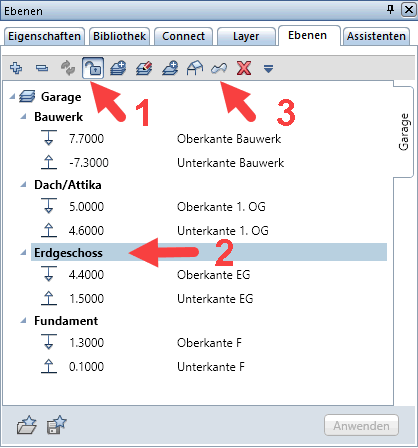 Ebenen
Eigenschaften Bibliothek Connect Layer Ebenen Assistenten
1 3
Garage
Garage
Bauwerk
7.7000 Oberkante Bauwerk
-7.3000 Unterkante Bauwerk
Dach/Attika
5.0000 Oberkante 1. OG
4.6000 Unterkante 1. OG
Erdgeschoss 2
4.4000 Oberkante EG
1.5000 Unterkante EG
Fundament
1.3000 Oberkante F
0.1000 Unterkante F
Anwenden